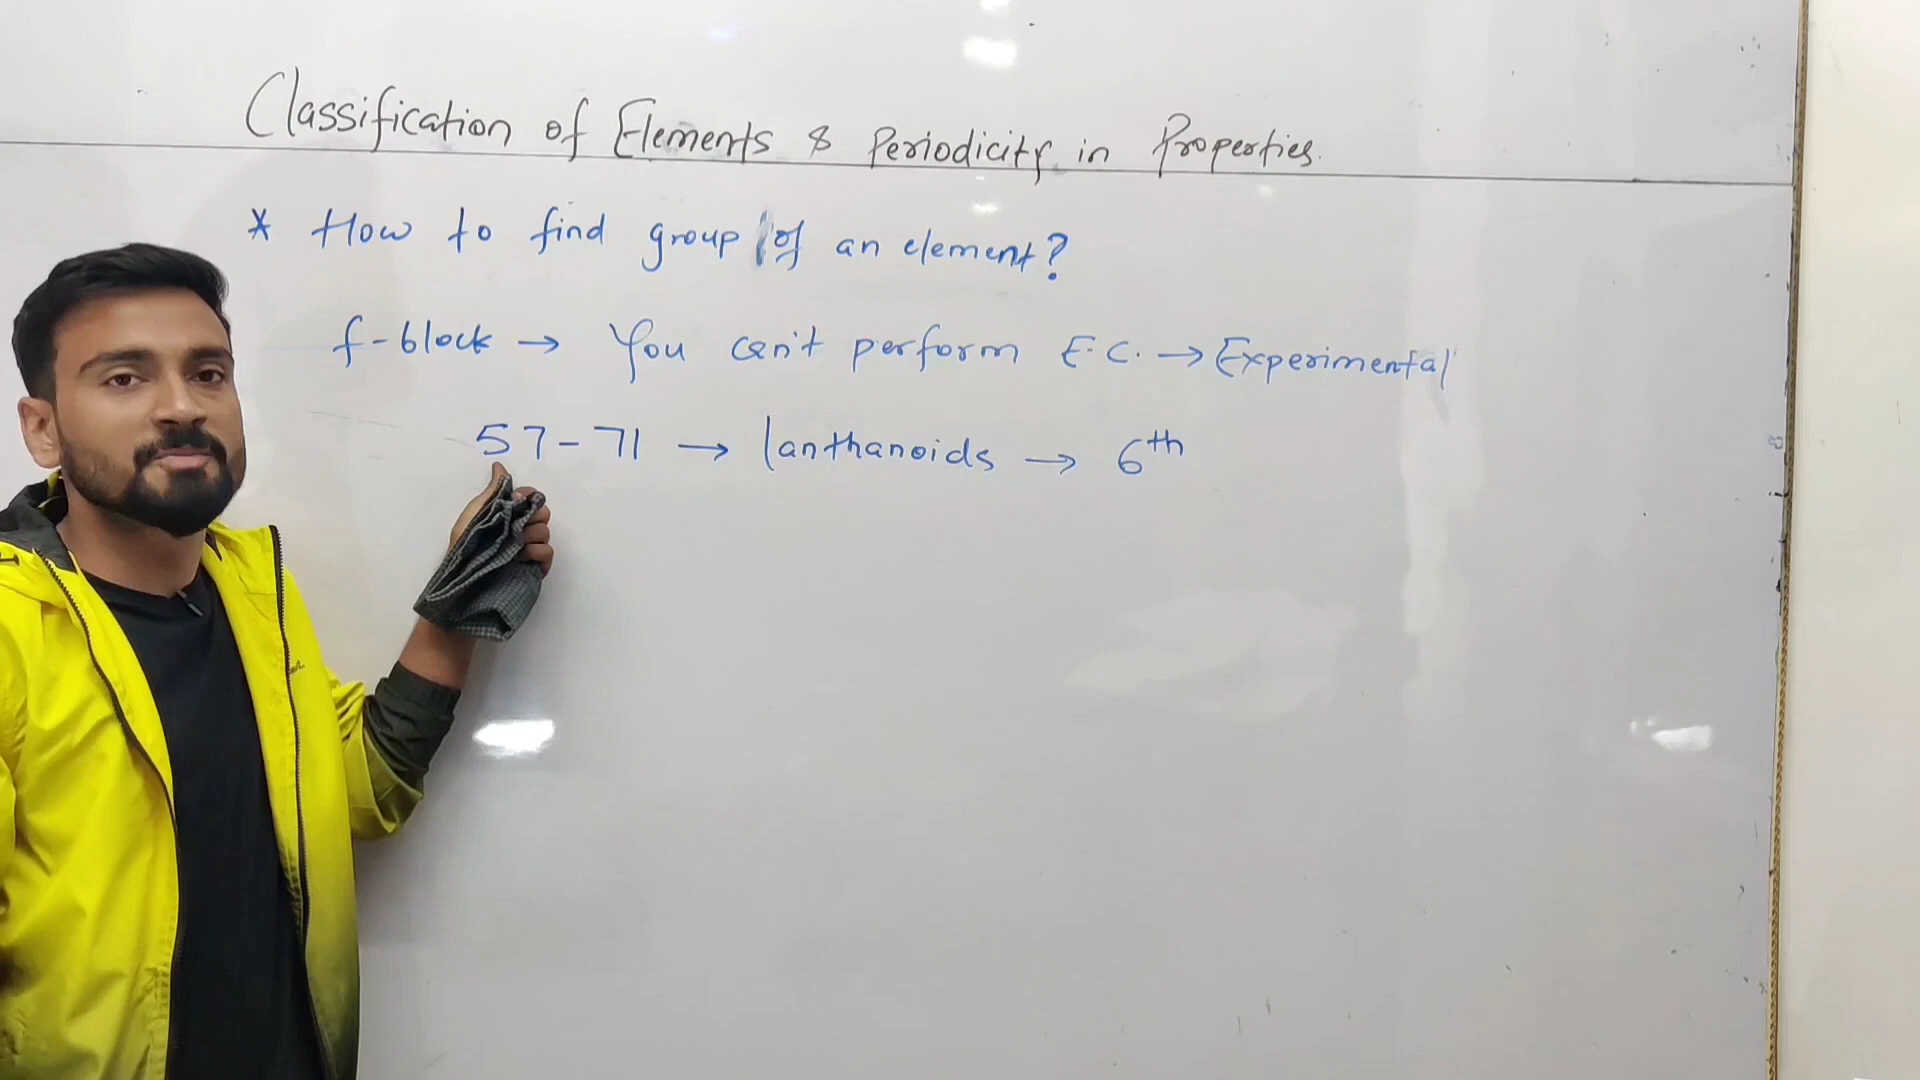 Classification of Elements & Periodicity in Properties.
* How to find group of an element?
f-block → You can't perform E.C. → Experimental
57-71 → lanthanoids → 6th